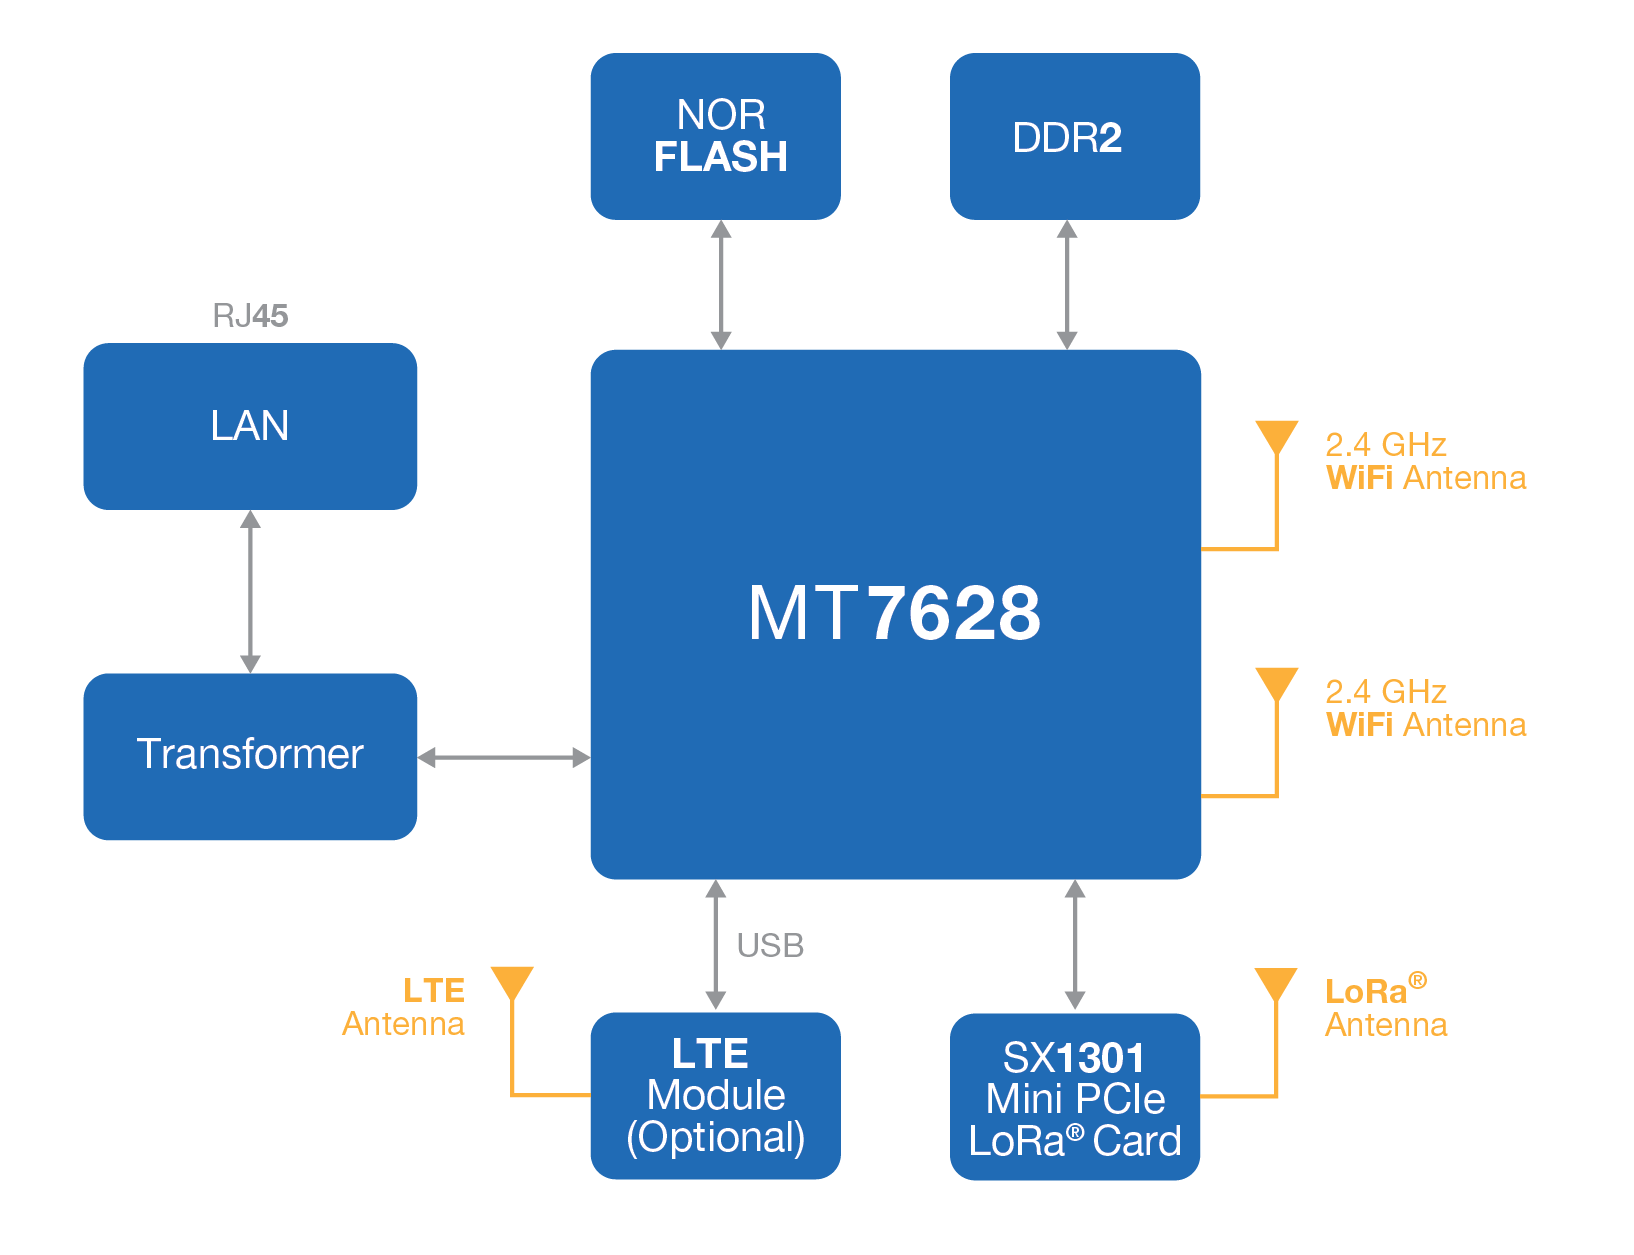 NOR
FLASH
DDR2
RJ45
LAN
2.4 GHz
WiFi Antenna
MT7628
2.4 GHz
WiFi Antenna
Transformer
USB
LTE
Antenna
LoRa®
Antenna
LTE
Module
(Optional)
SX1301
Mini PCIe
LoRa® Card